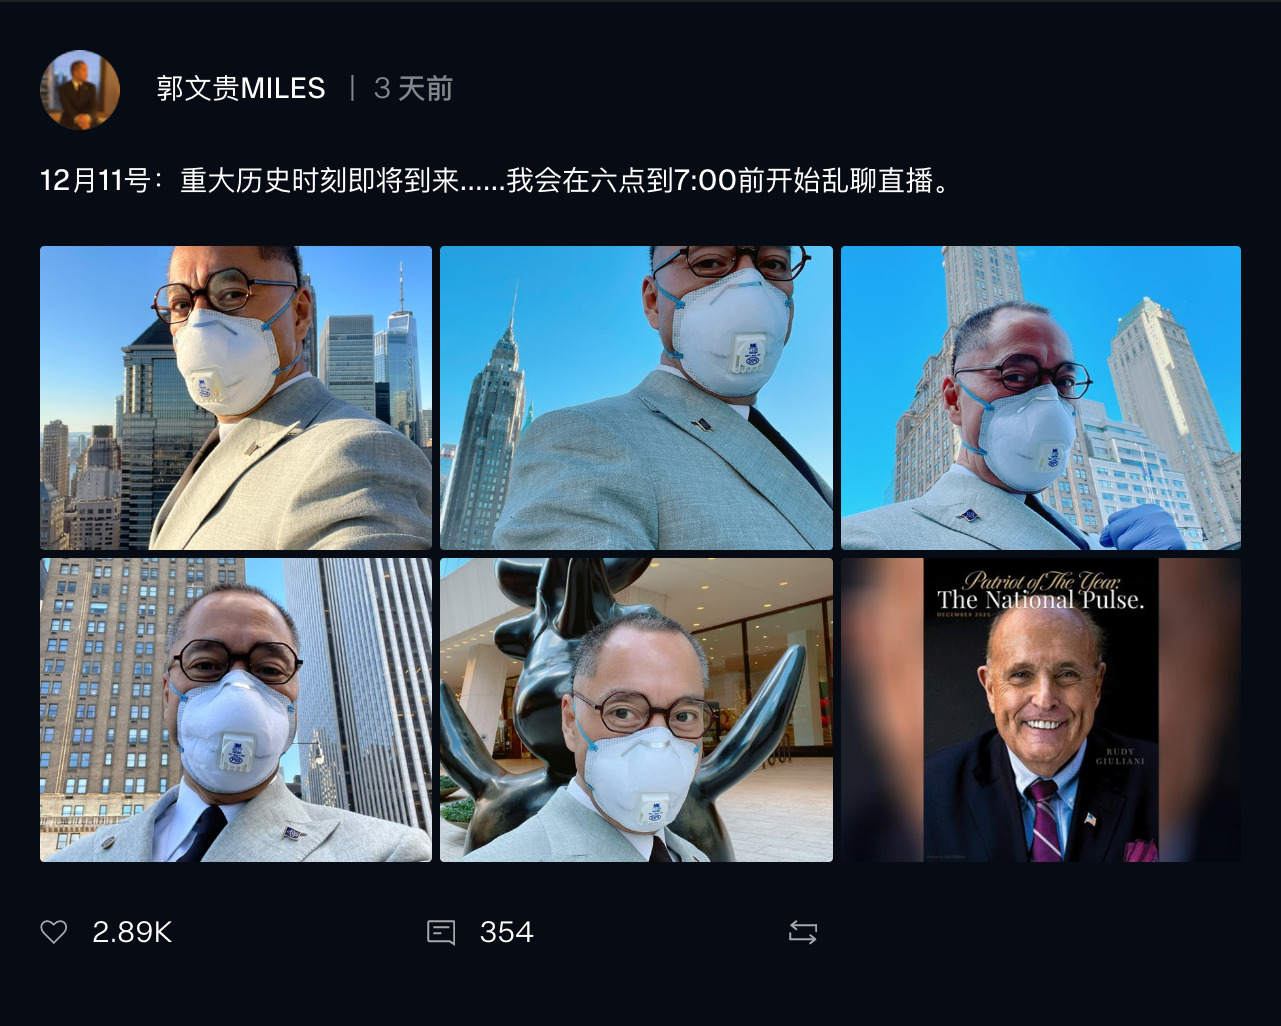 郭文贵MILES | 3 天前
12月11号：重大历史时刻即将到来......我会在六点到7:00前开始乱聊直播。
Patriot of The Year,
The National Pulse.
DECEMBER 2020
RUDY
GIULIANI
2.89K
354